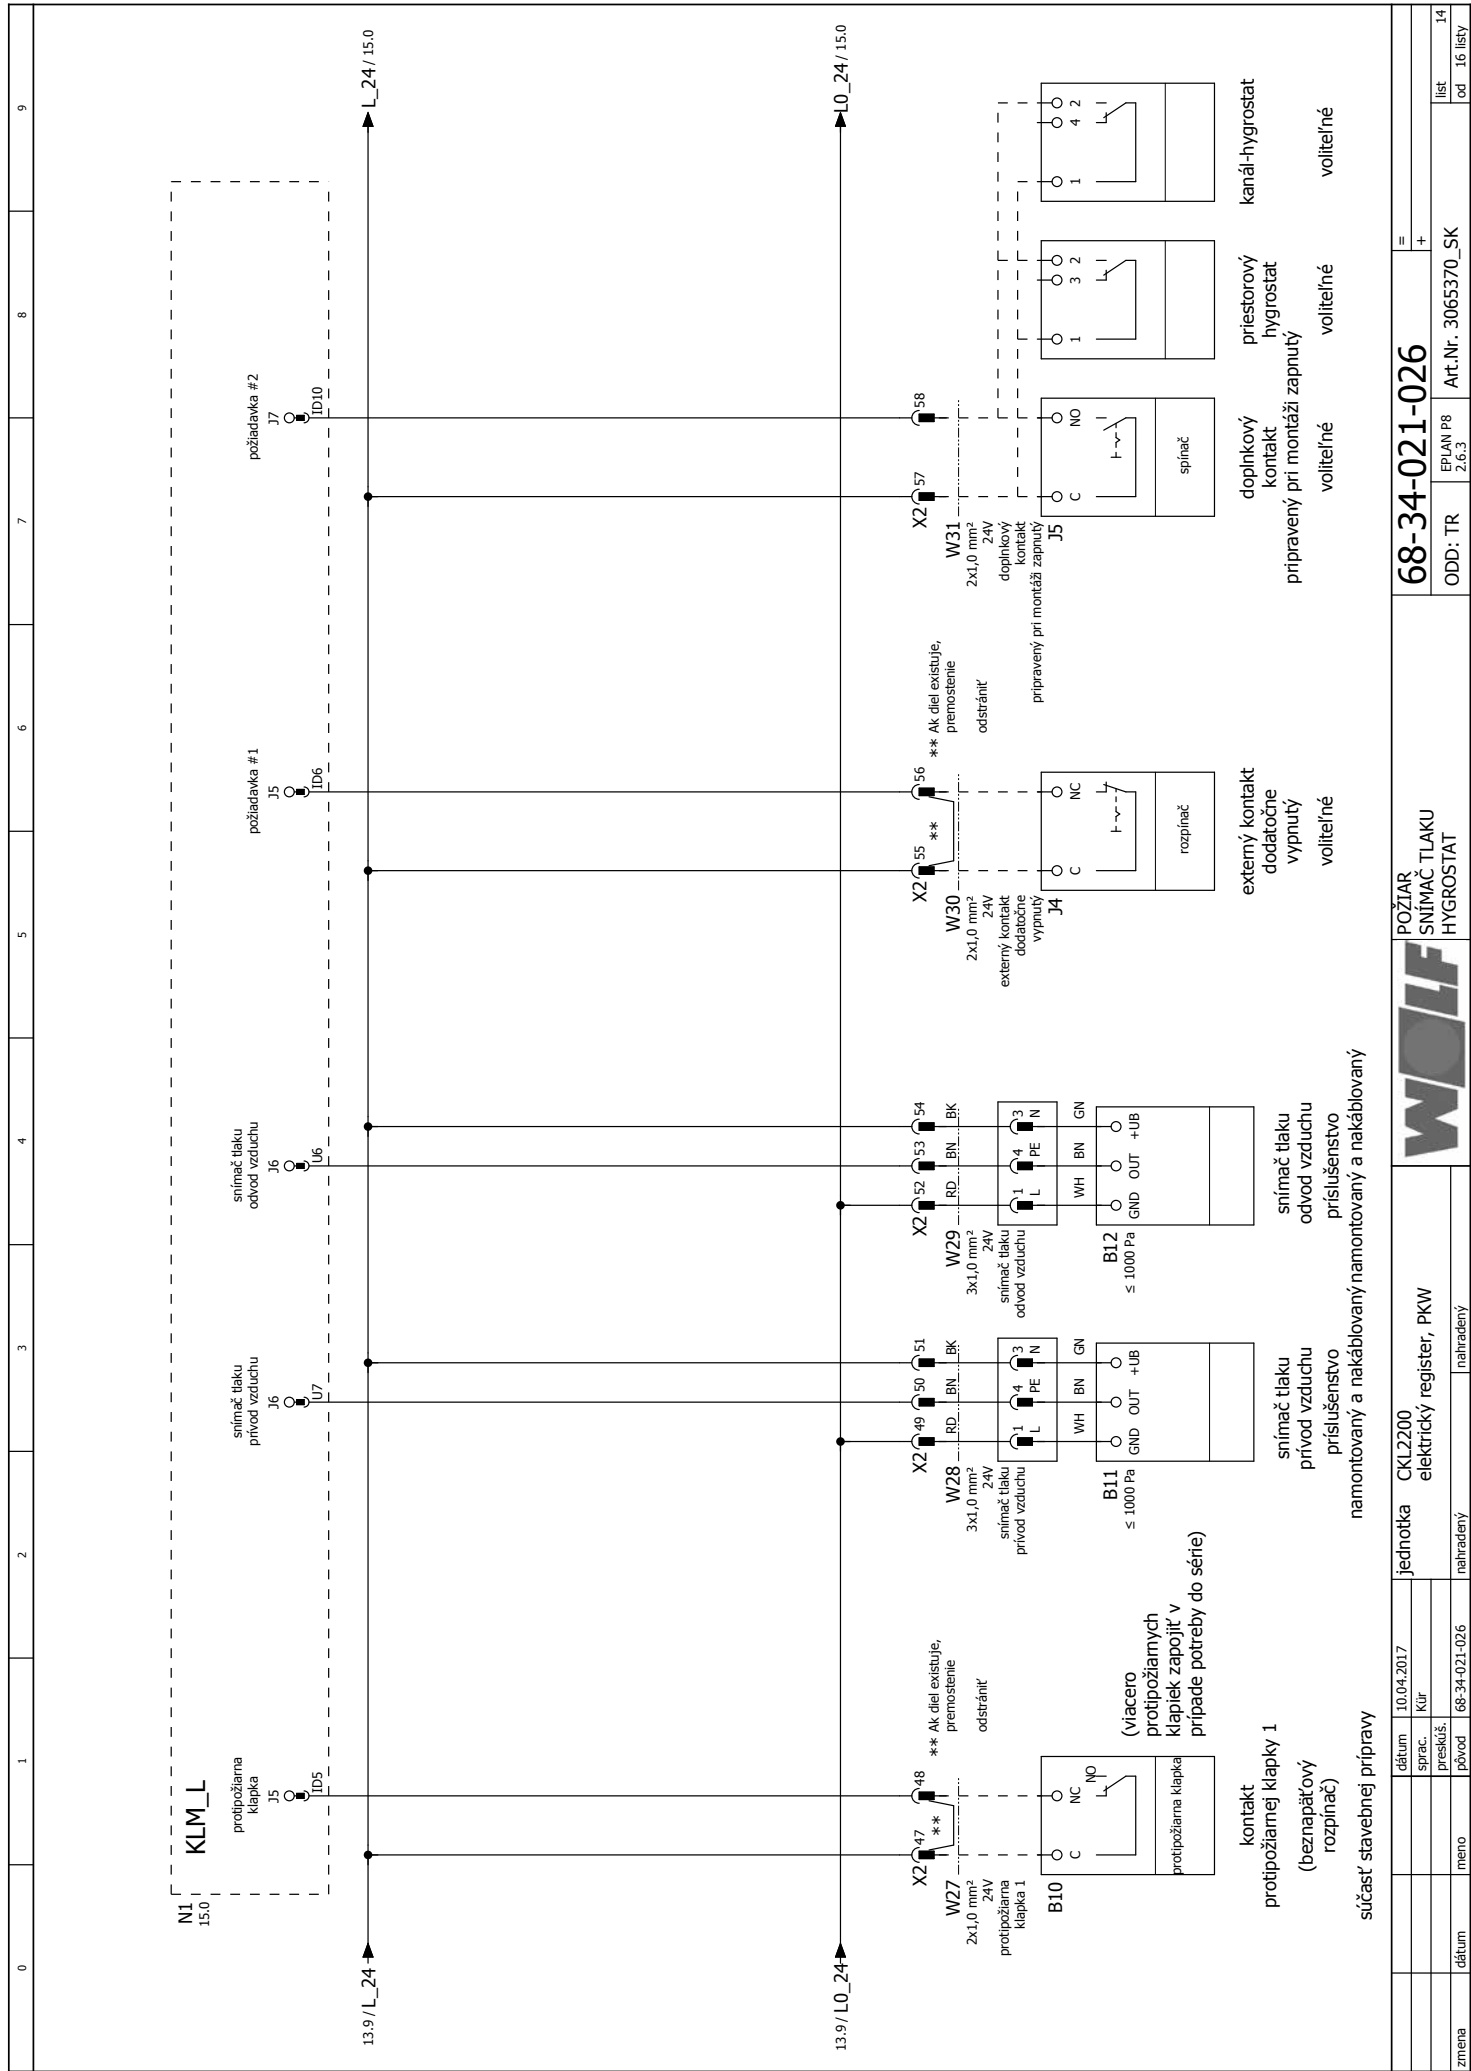 0
1
2
3
4
5
6
7
8
9
N1
15.0
KLM_L
protipožiarna
klapka
J5
ID5
snímač tlaku
prívod vzduchu
J6
U7
snímač tlaku
odvod vzduchu
J6
U6
požiadavka #1
J5
ID6
požiadavka #2
J7
ID10
13.9 / L_24
L_24 / 15.0
13.9 / L0_24
L0_24 / 15.0
X2
47
48
**
** Ak diel existuje,
premostenie
odstrániť
W27
2x1,0 mm²
24V
protipožiarna
klapka 1
B10
C
NC
NO
protipožiarna klapka
(viacero
protipožiarnych
klapiek zapojiť v
prípade potreby do série)
kontakt
protipožiarnej klapky 1
(beznapäťový
rozpínač)
súčasť stavebnej prípravy
X2
49
50
51
RD
BN
BK
W28
3x1,0 mm²
24V
snímač tlaku
prívod vzduchu
1
4
3
L
PE
N
WH
BN
GN
B11
≤ 1000 Pa
GND
OUT
+UB
snímač tlaku
prívod vzduchu
príslušenstvo
namontovaný a nakáblovaný
X2
52
53
54
RD
BN
BK
W29
3x1,0 mm²
24V
snímač tlaku
odvod vzduchu
1
4
3
L
PE
N
WH
BN
GN
B12
≤ 1000 Pa
GND
OUT
+UB
snímač tlaku
odvod vzduchu
príslušenstvo
namontovaný a nakáblovaný
X2
55
56
**
** Ak diel existuje,
premostenie
odstrániť
W30
2x1,0 mm²
24V
externý kontakt
dodatočne
vypnutý
J4
C
NC
rozpínač
externý kontakt
dodatočne
vypnutý
voliteľné
X2
57
58
W31
2x1,0 mm²
24V
doplnkový
kontakt
pripravený pri montáži zapnutý
J5
C
NO
spínač
doplnkový
kontakt
pripravený pri montáži zapnutý
voliteľné
1
3
2
priestorový
hygrostat
voliteľné
1
4
2
kanál-hygrostat
voliteľné
zmena
dátum
meno
dátum
10.04.2017
sprac.
Kür
preskúš.
pôvod
68-34-021-026
jednotka
CKL2200
elektrický register, PKW
nahradený
nahradený
WOLF
POŽIAR
SNÍMAČ TLAKU
HYGROSTAT
68-34-021-026
=
+
ODD: TR
EPLAN P8
2.6.3
Art.Nr. 3065370_SK
list 14
od 16 listy